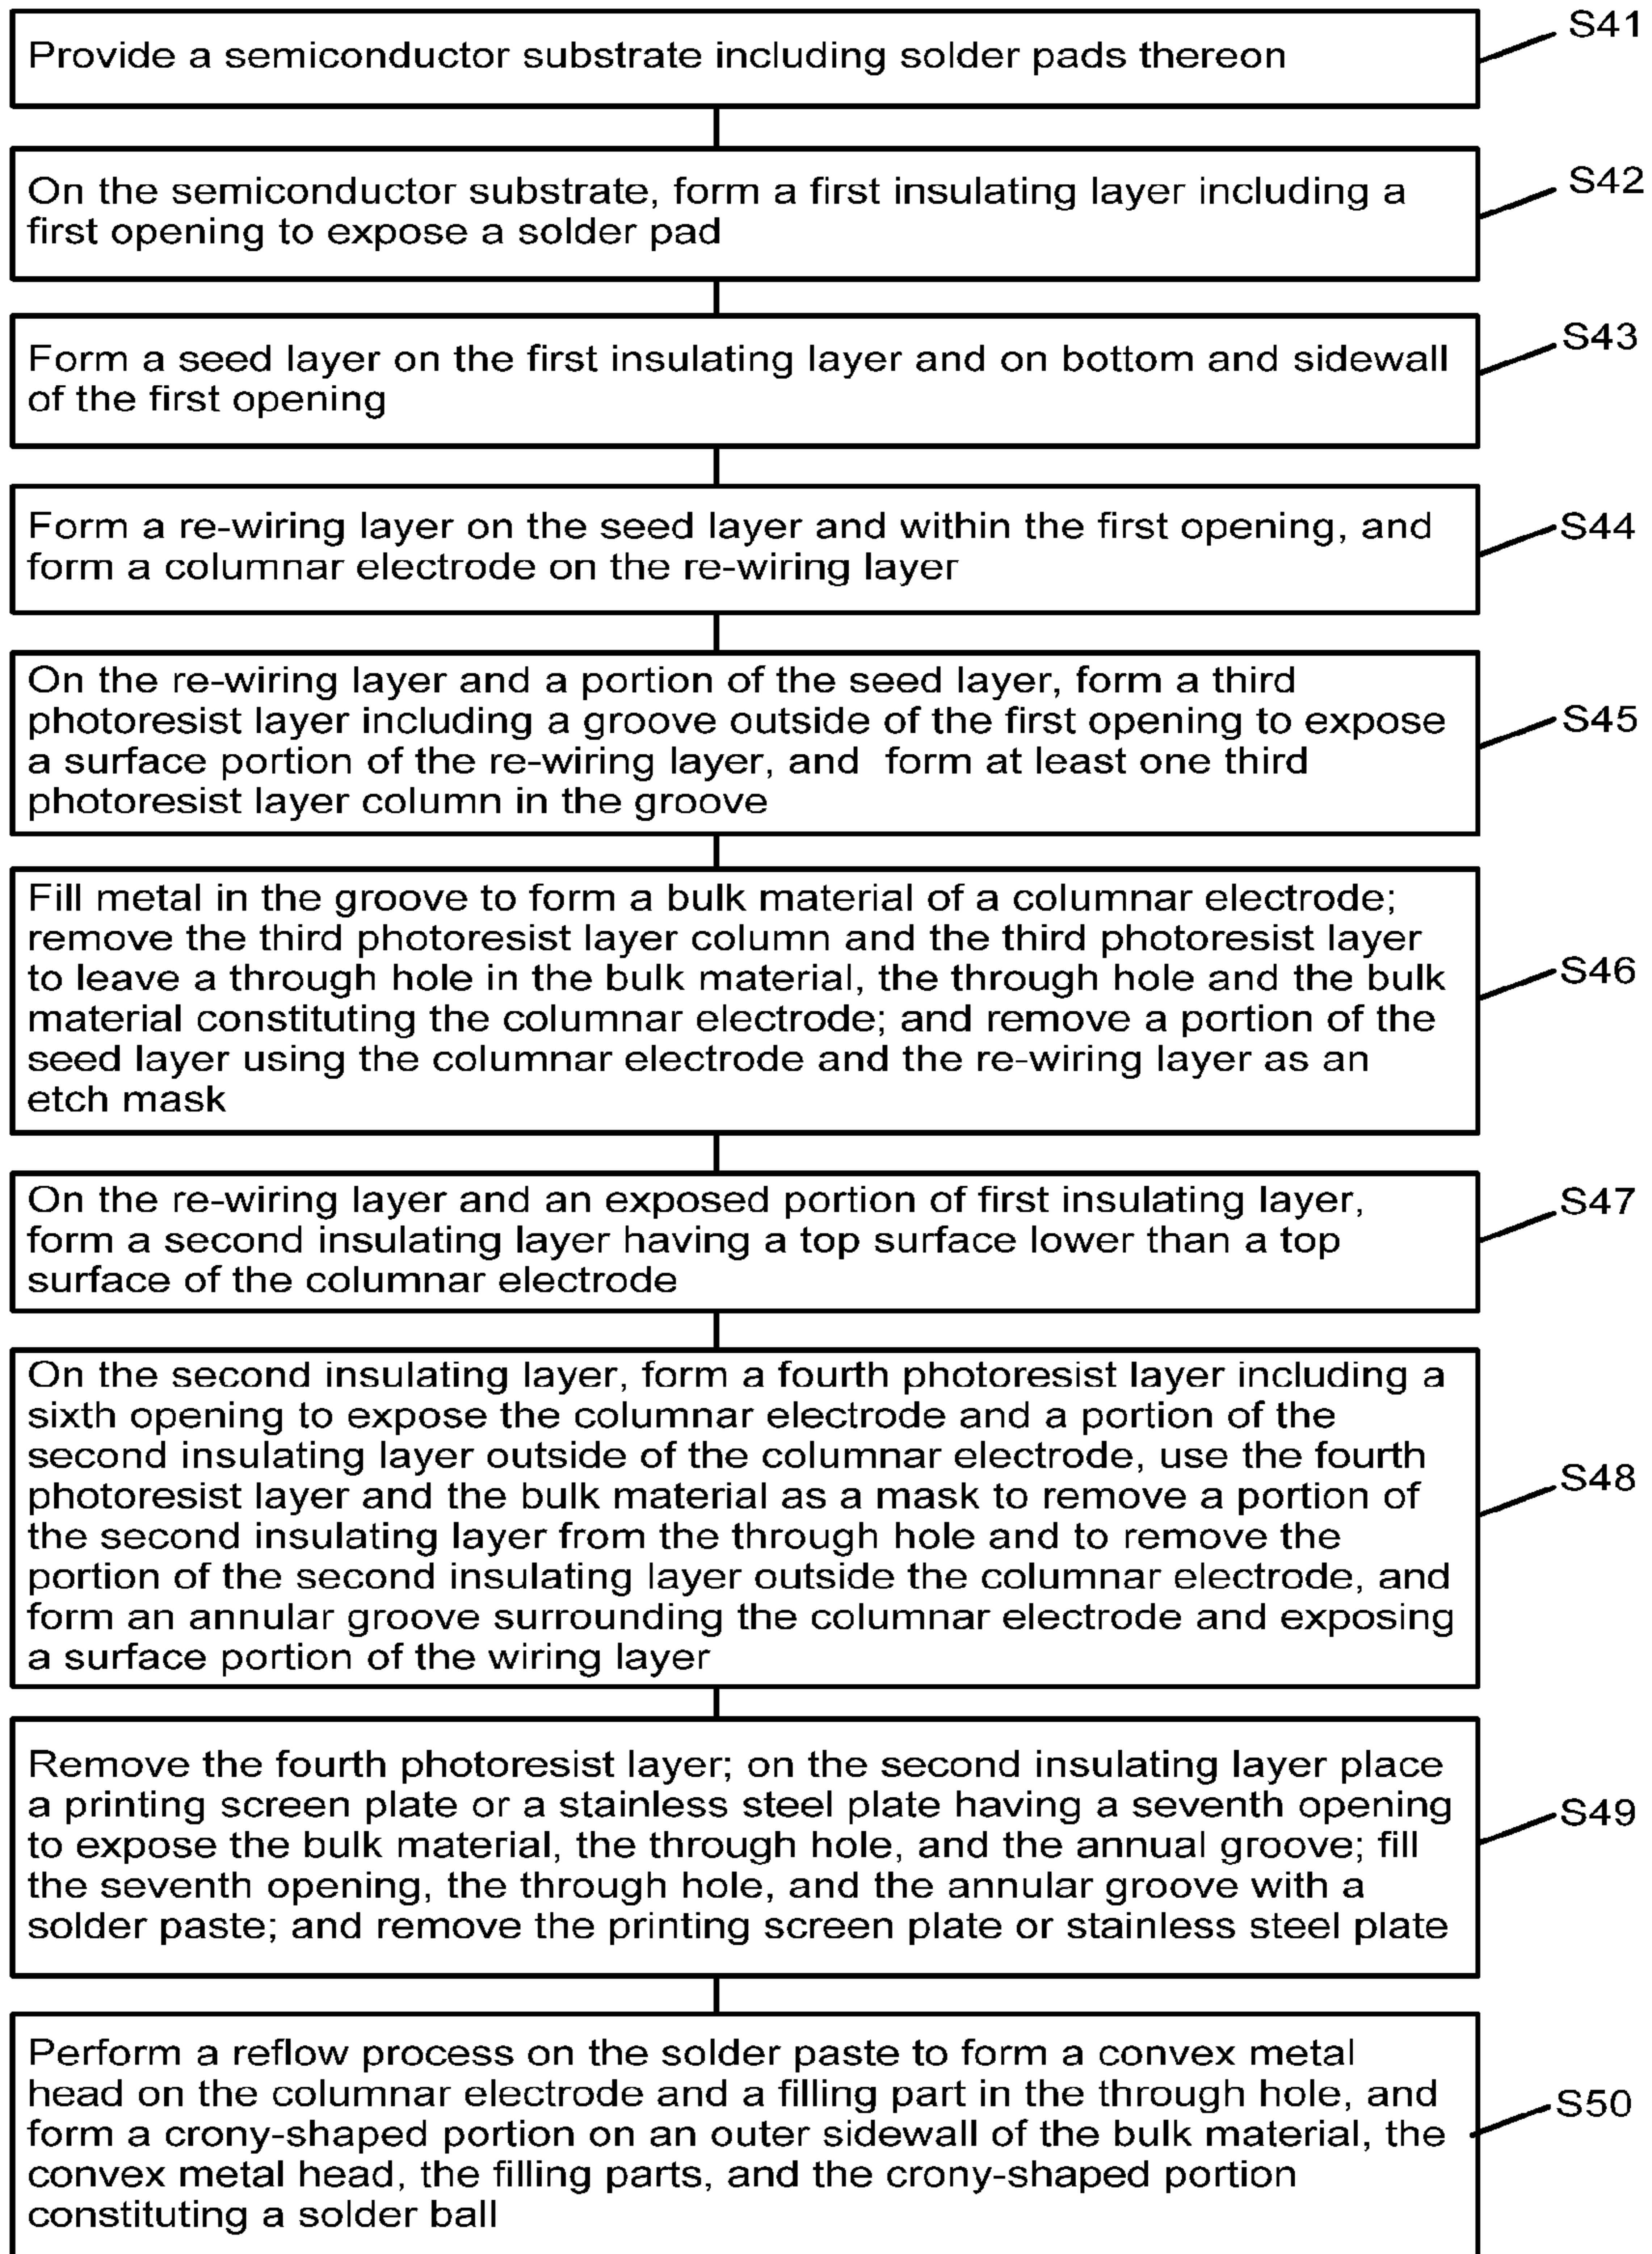 Provide a semiconductor substrate including solder pads thereon
S41
On the semiconductor substrate, form a first insulating layer including a
first opening to expose a solder pad
S42
Form a seed layer on the first insulating layer and on bottom and sidewall
of the first opening
S43
Form a re-wiring layer on the seed layer and within the first opening, and
form a columnar electrode on the re-wiring layer
S44
On the re-wiring layer and a portion of the seed layer, form a third
photoresist layer including a groove outside of the first opening to expose
a surface portion of the re-wiring layer, and form at least one third
photoresist layer column in the groove
S45
Fill metal in the groove to form a bulk material of a columnar electrode;
remove the third photoresist layer column and the third photoresist layer
to leave a through hole in the bulk material, the through hole and the bulk
material constituting the columnar electrode; and remove a portion of the
seed layer using the columnar electrode and the re-wiring layer as an
etch mask
S46
On the re-wiring layer and an exposed portion of first insulating layer,
form a second insulating layer having a top surface lower than a top
surface of the columnar electrode
S47
On the second insulating layer, form a fourth photoresist layer including a
sixth opening to expose the columnar electrode and a portion of the
second insulating layer outside of the columnar electrode, use the fourth
photoresist layer and the bulk material as a mask to remove a portion of
the second insulating layer from the through hole and to remove the
portion of the second insulating layer outside the columnar electrode, and
form an annular groove surrounding the columnar electrode and exposing
a surface portion of the wiring layer
S48
Remove the fourth photoresist layer; on the second insulating layer place
a printing screen plate or a stainless steel plate having a seventh opening
to expose the bulk material, the through hole, and the annual groove; fill
the seventh opening, the through hole, and the annular groove with a
solder paste; and remove the printing screen plate or stainless steel plate
S49
Perform a reflow process on the solder paste to form a convex metal
head on the columnar electrode and a filling part in the through hole, and
form a crony-shaped portion on an outer sidewall of the bulk material, the
convex metal head, the filling parts, and the crony-shaped portion
constituting a solder ball
S50